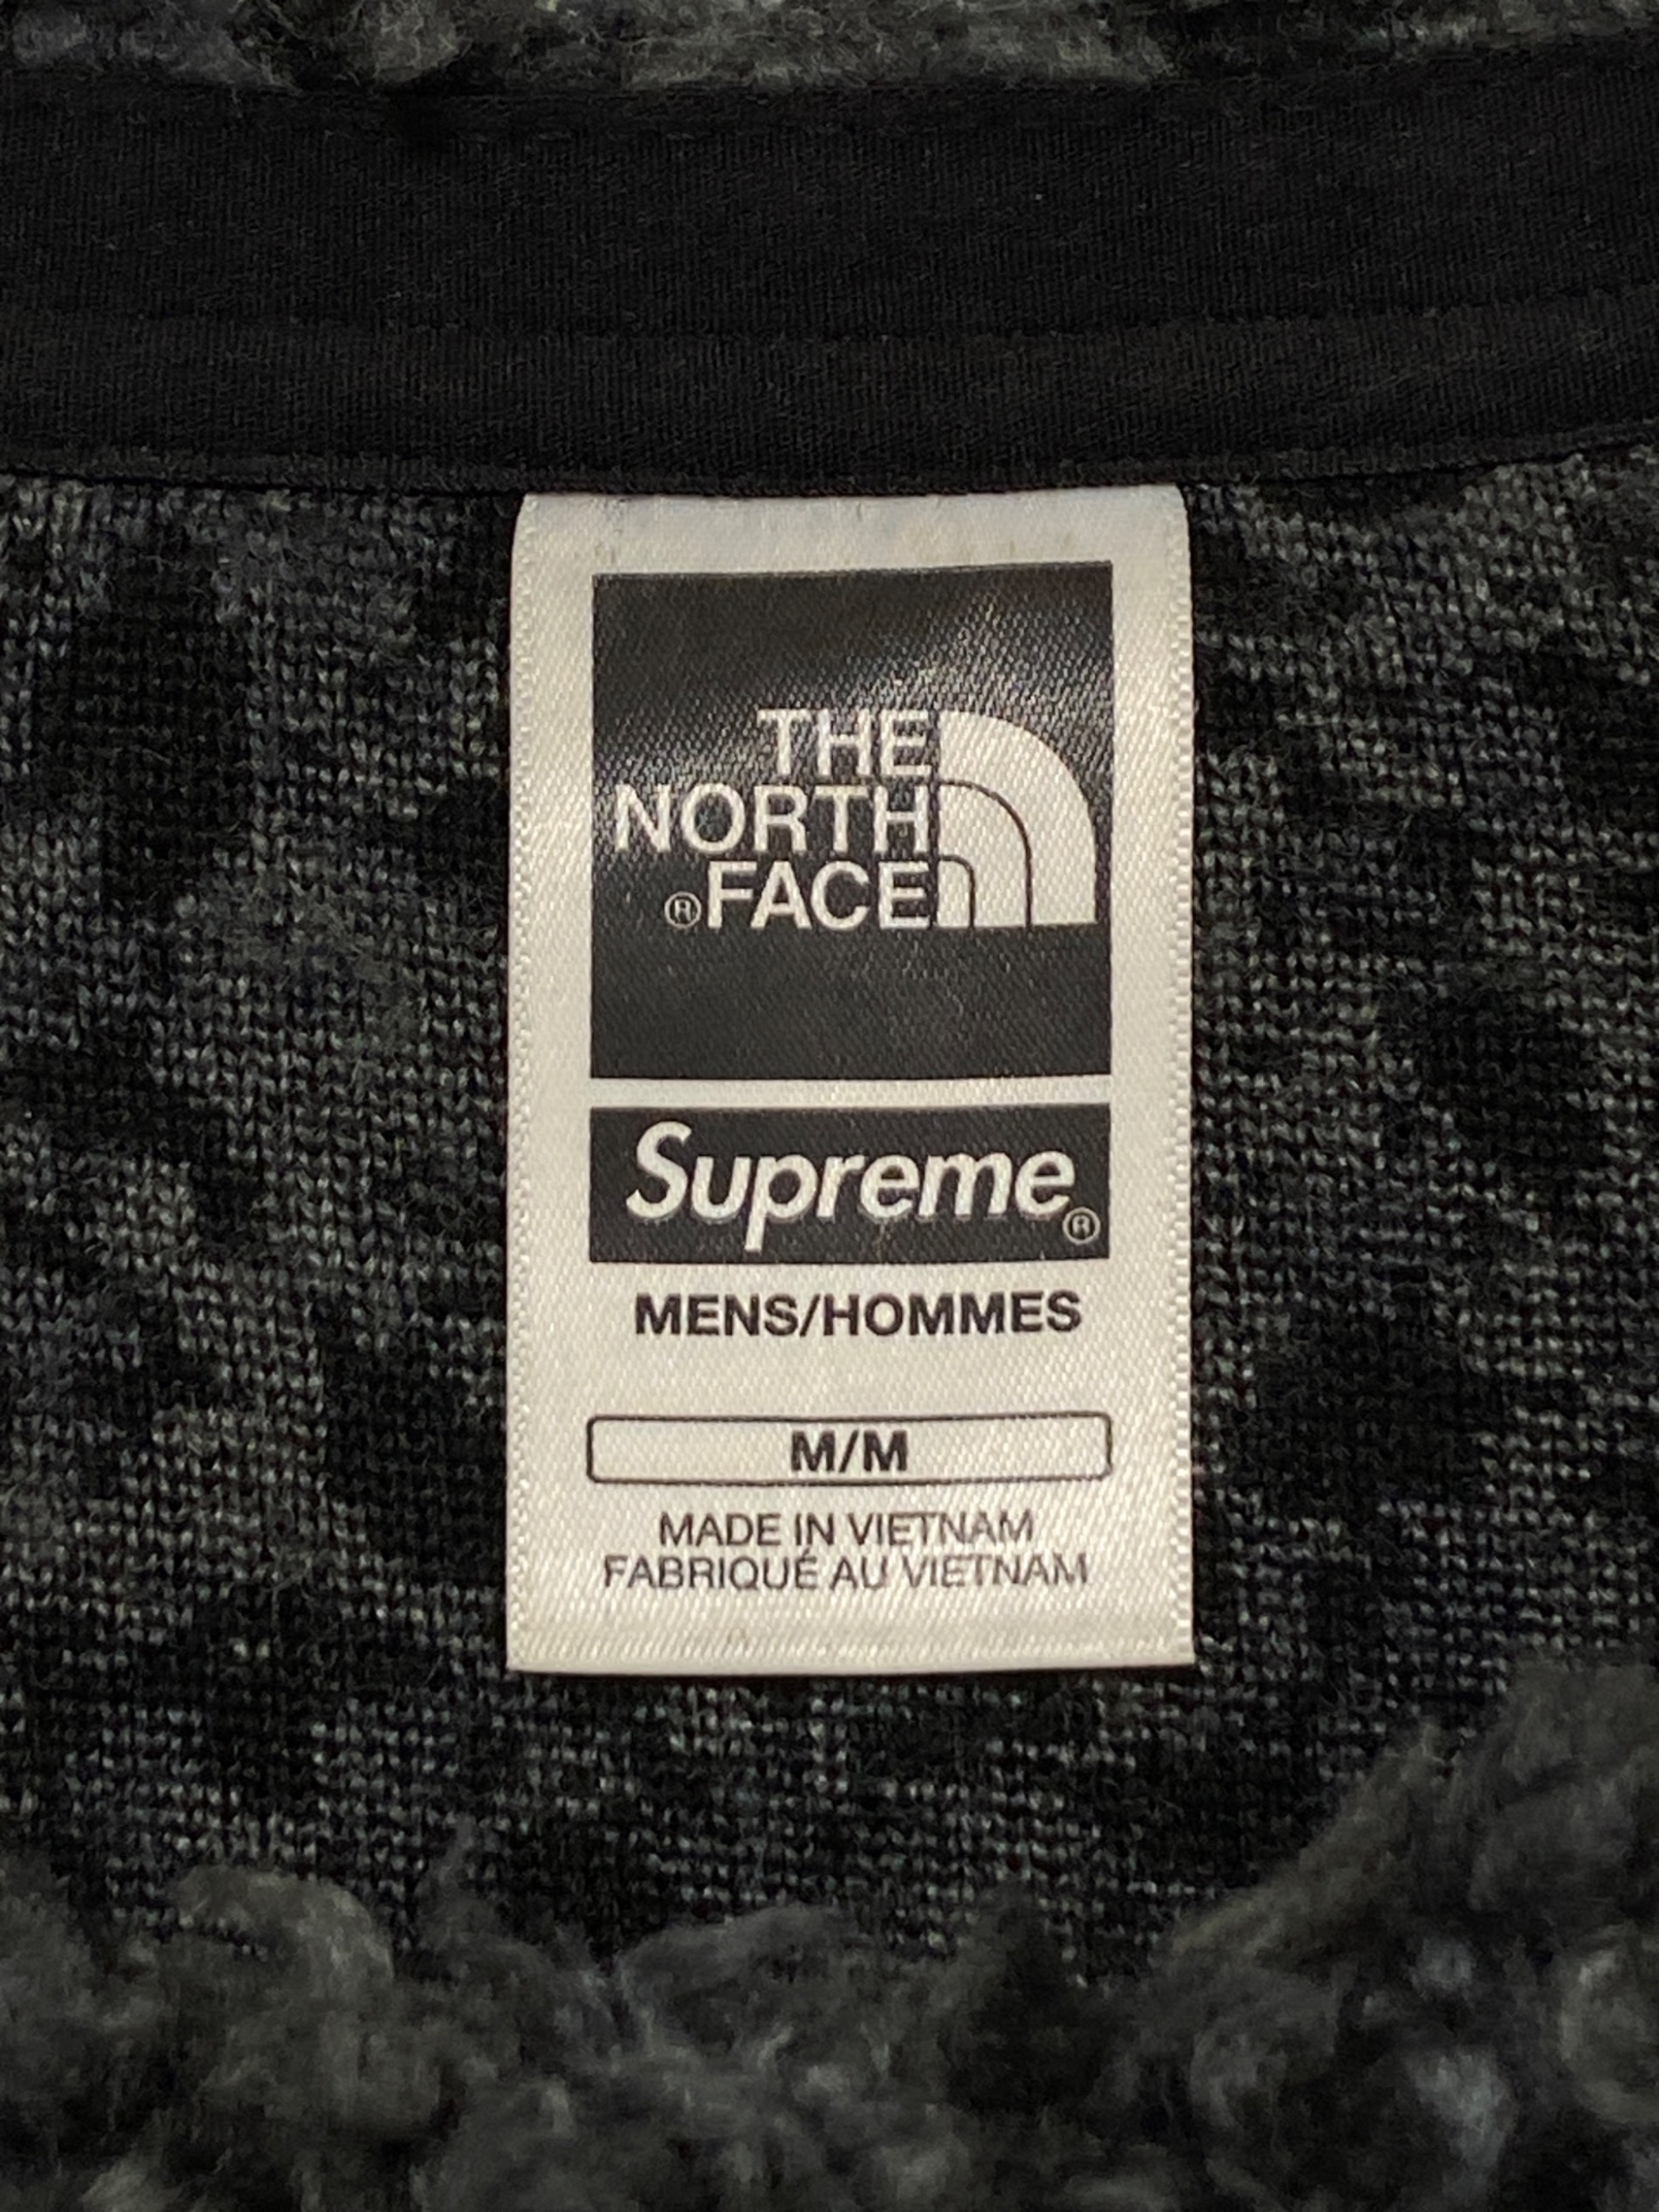 THE
NORTH
®FACE
Supreme®
MENS/HOMMES
M/M
MADE IN VIETNAM
FABRIQUÉ AU VIETNAM